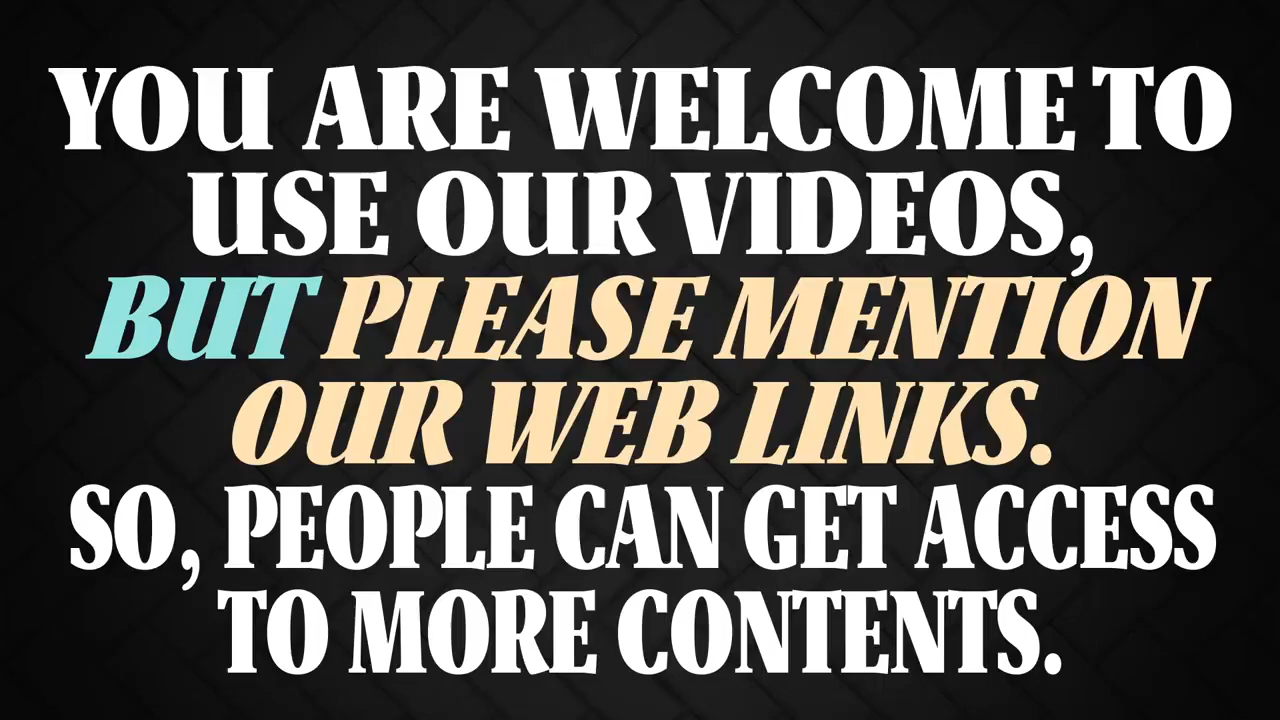 YOU ARE WELCOME TO
USE OUR VIDEOS,
BUT PLEASE MENTION
OUR WEB LINKS.
SO, PEOPLE CAN GET ACCESS
TO MORE CONTENTS.